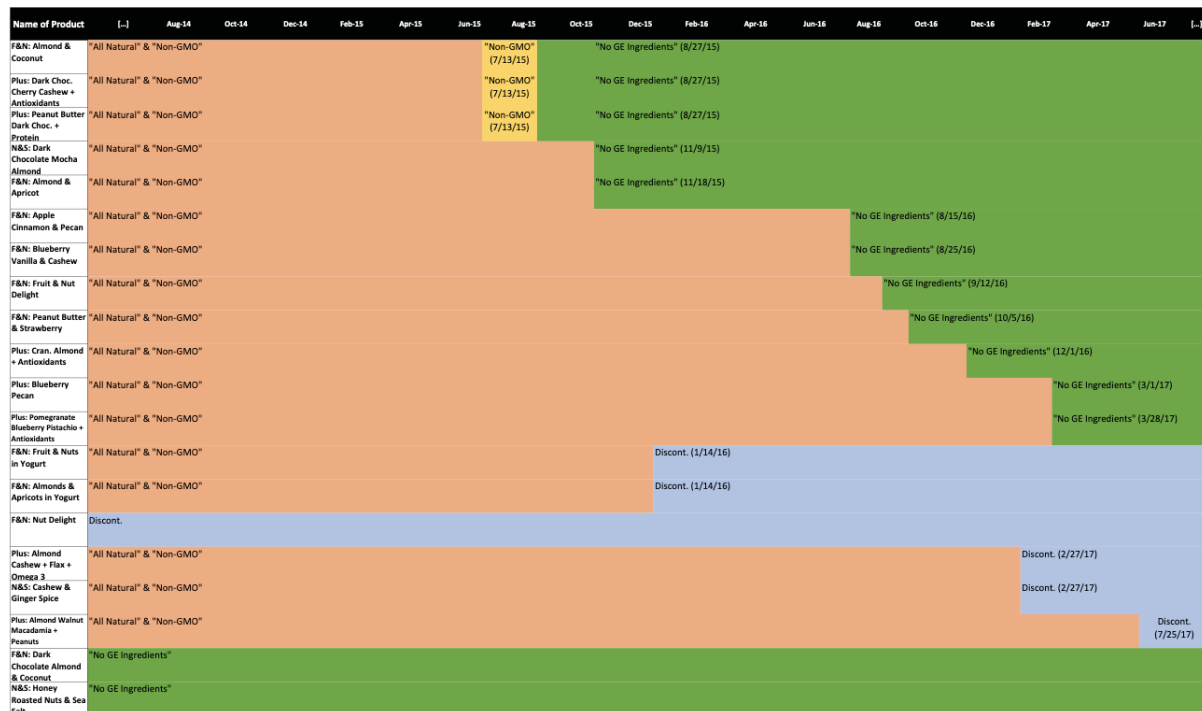 Name of Product [...] Aug-14 Oct-14 Dec-14 Feb-15 Apr-15 Jun-15 Aug-15 Oct-15 Dec-15 Feb-16 Apr-16 Jun-16 Aug-16 Oct-16 Dec-16 Feb-17 Apr-17 Jun-17 [...]
F&N: Almond & "All Natural" & "Non-GMO" "Non-GMO" "No GE Ingredients" (8/27/15)
Coconut (7/13/15)
Plus: Dark Choc. "All Natural" & "Non-GMO" "Non-GMO" "No GE Ingredients" (8/27/15)
Cherry Cashew + (7/13/15)
Antioxidants
Plus: Peanut Butter "All Natural" & "Non-GMO" "Non-GMO" "No GE Ingredients" (8/27/15)
Dark Choc. + (7/13/15)
Protein
N&S: Dark "All Natural" & "Non-GMO" "No GE Ingredients" (11/9/15)
Chocolate Mocha
Almond
F&N: Almond & "All Natural" & "Non-GMO" "No GE Ingredients" (11/18/15)
Apricot
F&N: Apple "All Natural" & "Non-GMO" "No GE Ingredients" (8/15/16)
Cinnamon & Pecan
F&N: Blueberry "All Natural" & "Non-GMO" "No GE Ingredients" (8/25/16)
Vanilla & Cashew
F&N: Fruit & Nut "All Natural" & "Non-GMO" "No GE Ingredients" (9/12/16)
Delight
F&N: Peanut Butter "All Natural" & "Non-GMO" "No GE Ingredients" (10/5/16)
& Strawberry
Plus: Cran. Almond "All Natural" & "Non-GMO" "No GE Ingredients" (12/1/16)
+ Antioxidants
Plus: Blueberry "All Natural" & "Non-GMO" "No GE Ingredients" (3/1/17)
Pecan
Plus: Pomegranate "All Natural" & "Non-GMO" "No GE Ingredients" (3/28/17)
Blueberry Pistachio +
Antioxidants
F&N: Fruit & Nuts "All Natural" & "Non-GMO" Discont. (1/14/16)
in Yogurt
F&N: Almonds & "All Natural" & "Non-GMO" Discont. (1/14/16)
Apricots in Yogurt
F&N: Nut Delight Discont.
Plus: Almond "All Natural" & "Non-GMO" Discont. (2/27/17)
Cashew + Flax +
Omega 3
N&S: Cashew & "All Natural" & "Non-GMO" Discont. (2/27/17)
Ginger Spice
Plus: Almond Walnut "All Natural" & "Non-GMO" Discont.
Macadamia + (7/25/17)
Peanuts
F&N: Dark "No GE Ingredients"
Chocolate Almond
& Coconut
N&S: Honey "No GE Ingredients"
Roasted Nuts & Sea